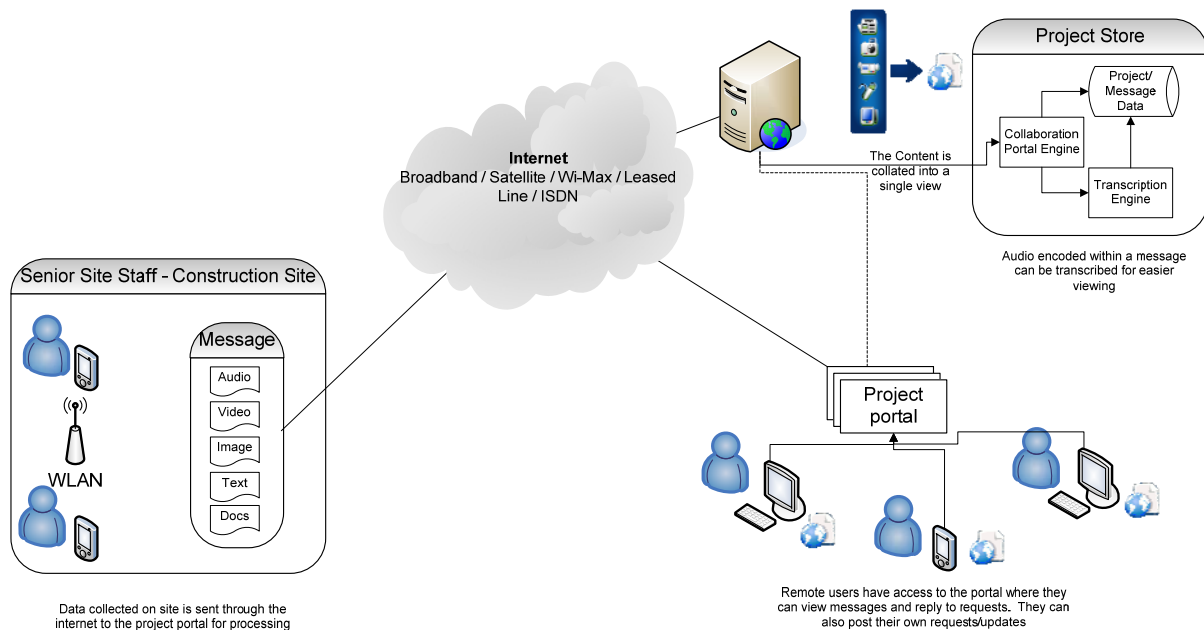 Internet
Broadband / Satellite / Wi-Max / Leased
Line / ISDN
The Content is
collated into a
single view
Project Store
Project/
Message
Data
Collaboration
Portal Engine
Transcription
Engine
Audio encoded within a message
can be transcribed for easier
viewing
Senior Site Staff - Construction Site
WLAN
Message
Audio
Video
Image
Text
Docs
Data collected on site is sent through the
internet to the project portal for processing
Project
portal
Remote users have access to the portal where they
can view messages and reply to requests. They can
also post their own requests/updates